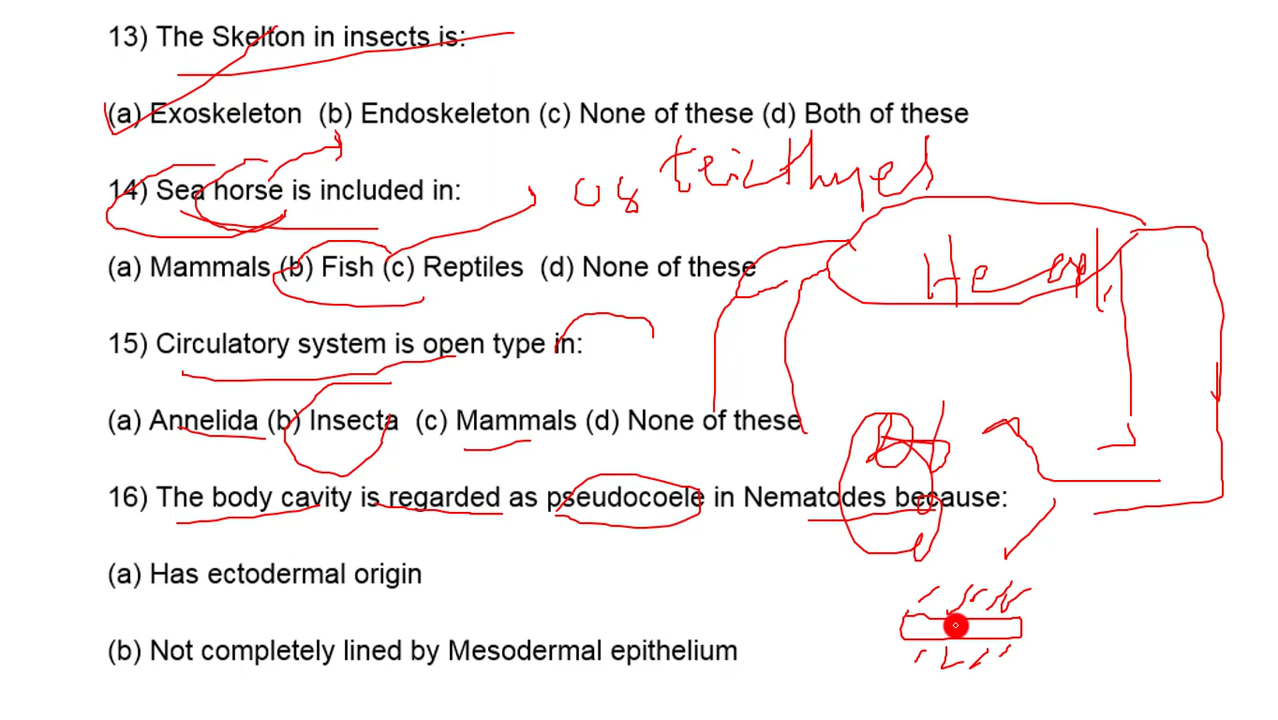 13) The Skelton in insects is:
(a) Exoskeleton (b) Endoskeleton (c) None of these (d) Both of these
os teicthyes
14) Sea horse is included in:
(a) Mammals (b) Fish (c) Reptiles (d) None of these
Heart
15) Circulatory system is open type in:
(a) Annelida (b) Insecta (c) Mammals (d) None of these
16) The body cavity is regarded as pseudocoele in Nematodes because:
(a) Has ectodermal origin
(b) Not completely lined by Mesodermal epithelium